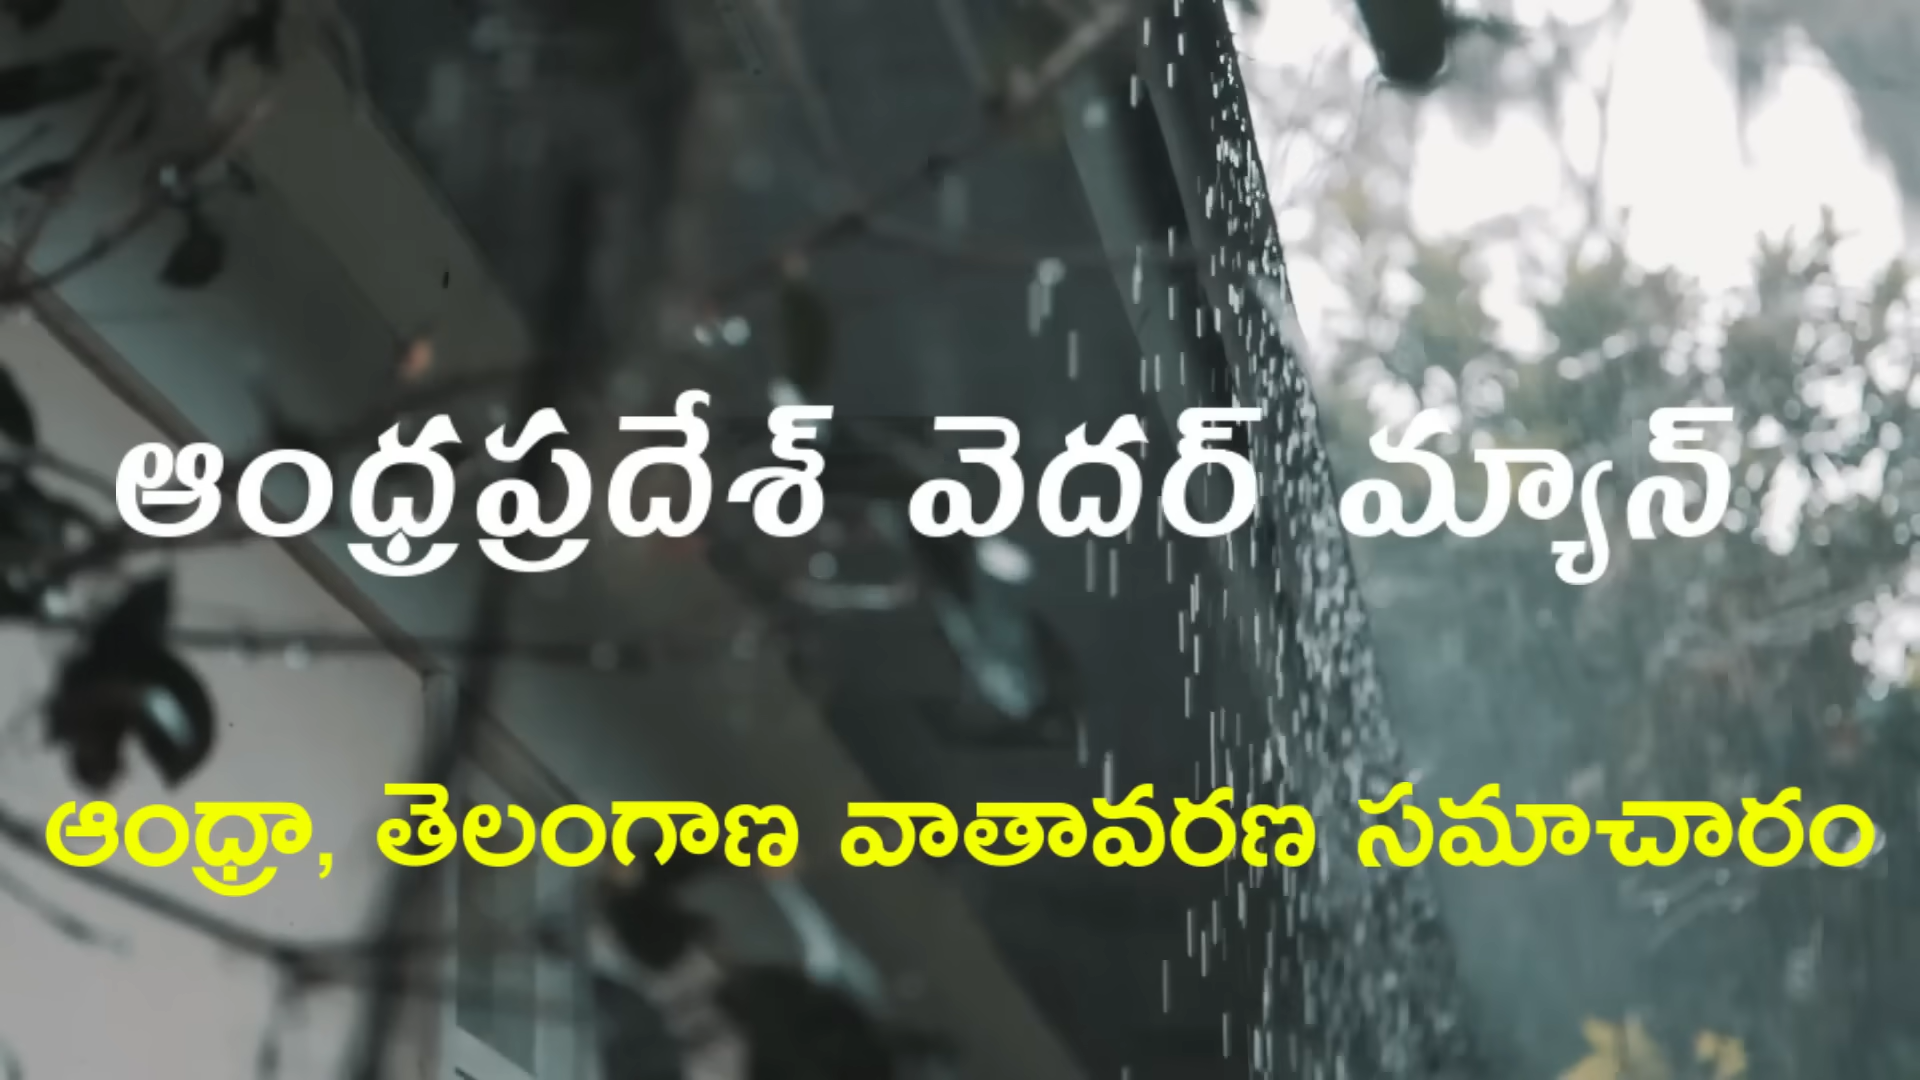 ఆంధ్రప్రదేశ్ వెదర్ మ్యాన్
ఆంధ్రా, తెలంగాణ వాతావరణ సమాచారం